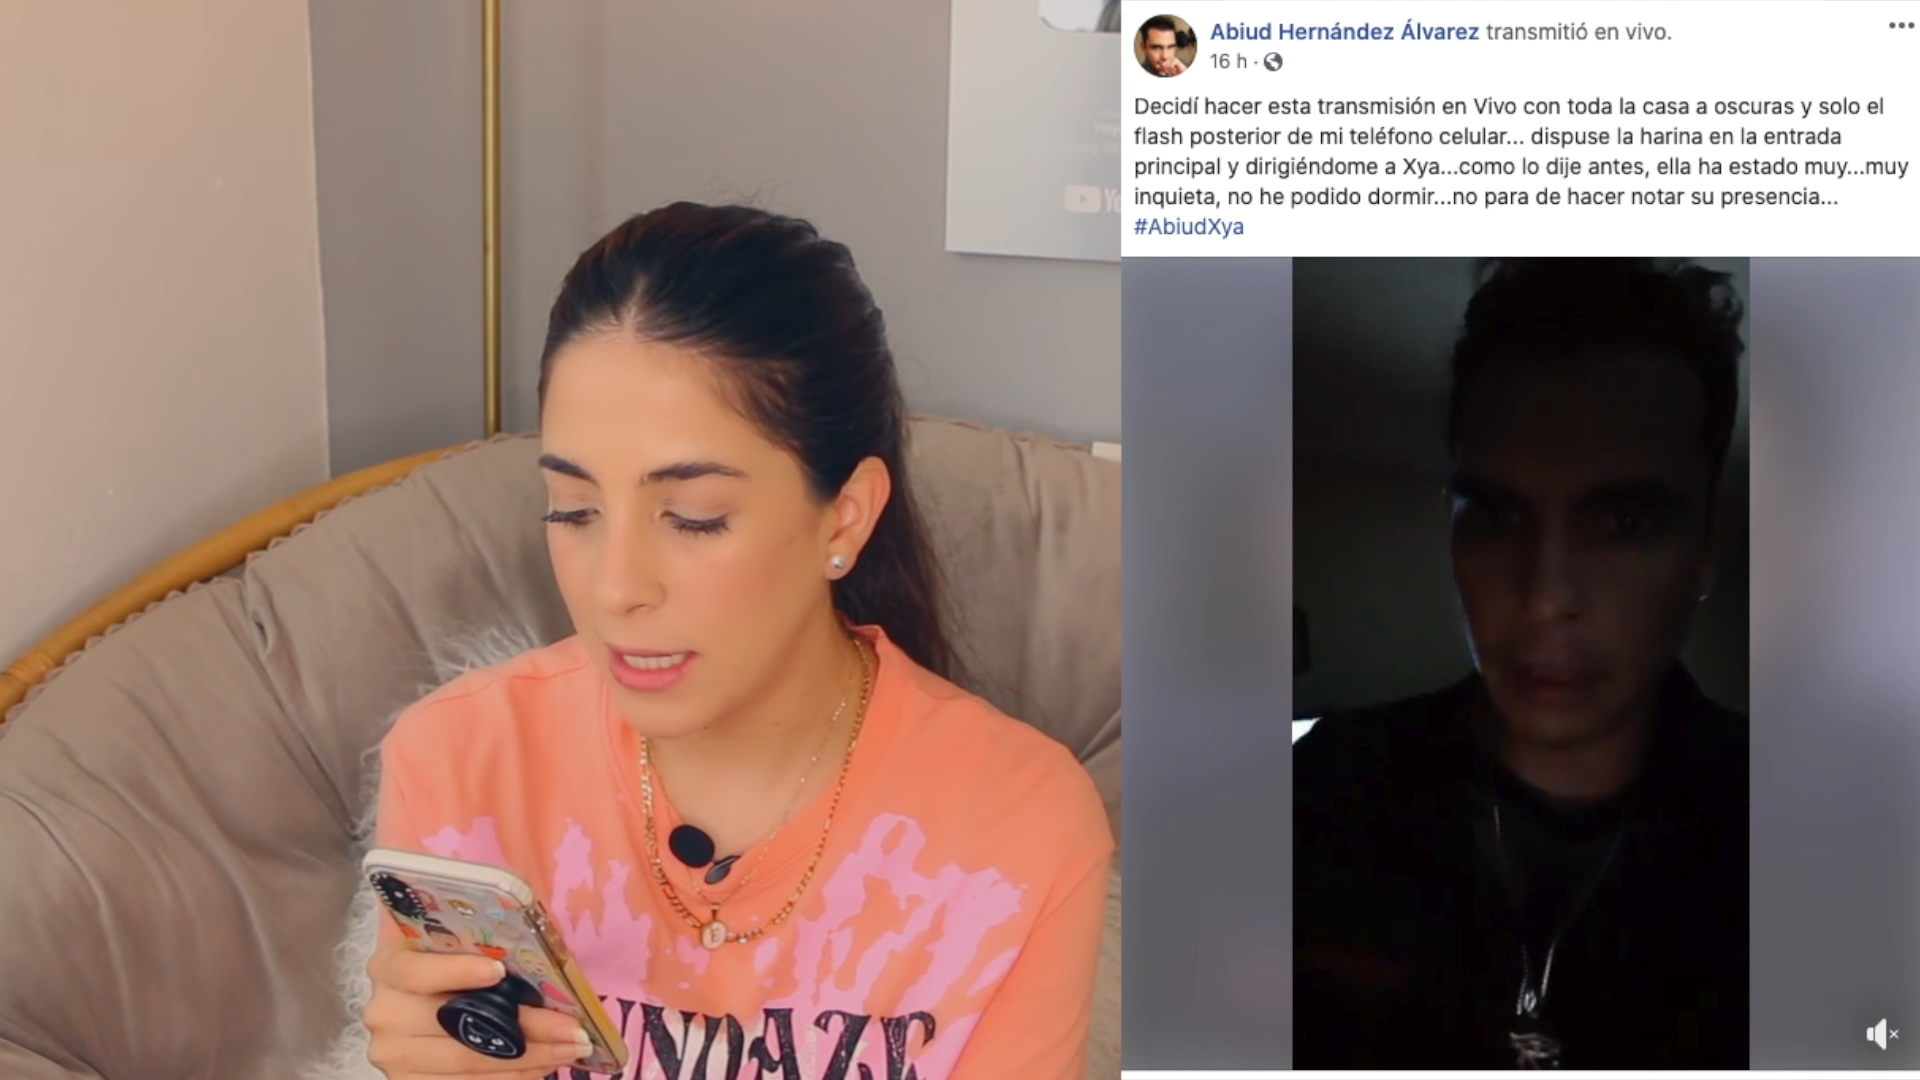 Abiud Hernández Álvarez transmitió en vivo.
16 h ·
Decidí hacer esta transmisión en Vivo con toda la casa a oscuras y solo el
flash posterior de mi teléfono celular... dispuse la harina en la entrada
principal y dirigiéndome a Xya...como lo dije antes, ella ha estado muy...muy
inquieta, no he podido dormir...no para de hacer notar su presencia...
#AbiudXya
E